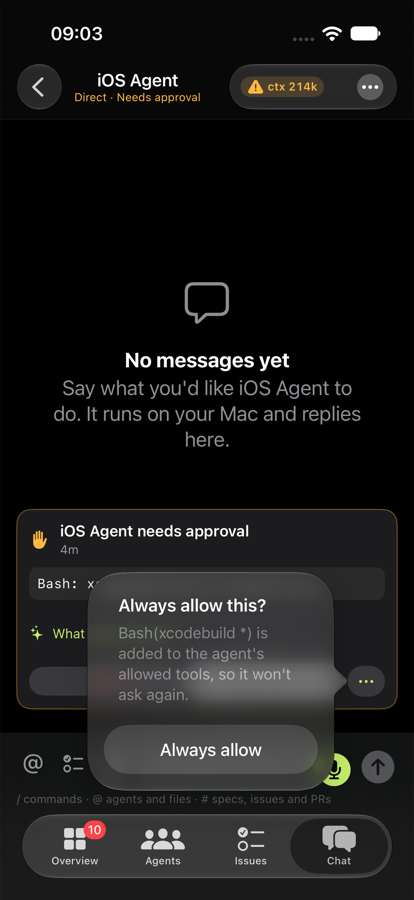 09:03
iOS Agent
Direct · Needs approval
ctx 214k
No messages yet
Say what you'd like iOS Agent to
do. It runs on your Mac and replies
here.
iOS Agent needs approval
4m
Bash:
Always allow this?
Bash(xcodebuild *) is
added to the agent's
allowed tools, so it won't
ask again.
What
Always allow
/ commands · @ agents and files · # specs, issues and PRs
10
Overview
Agents
Issues
Chat